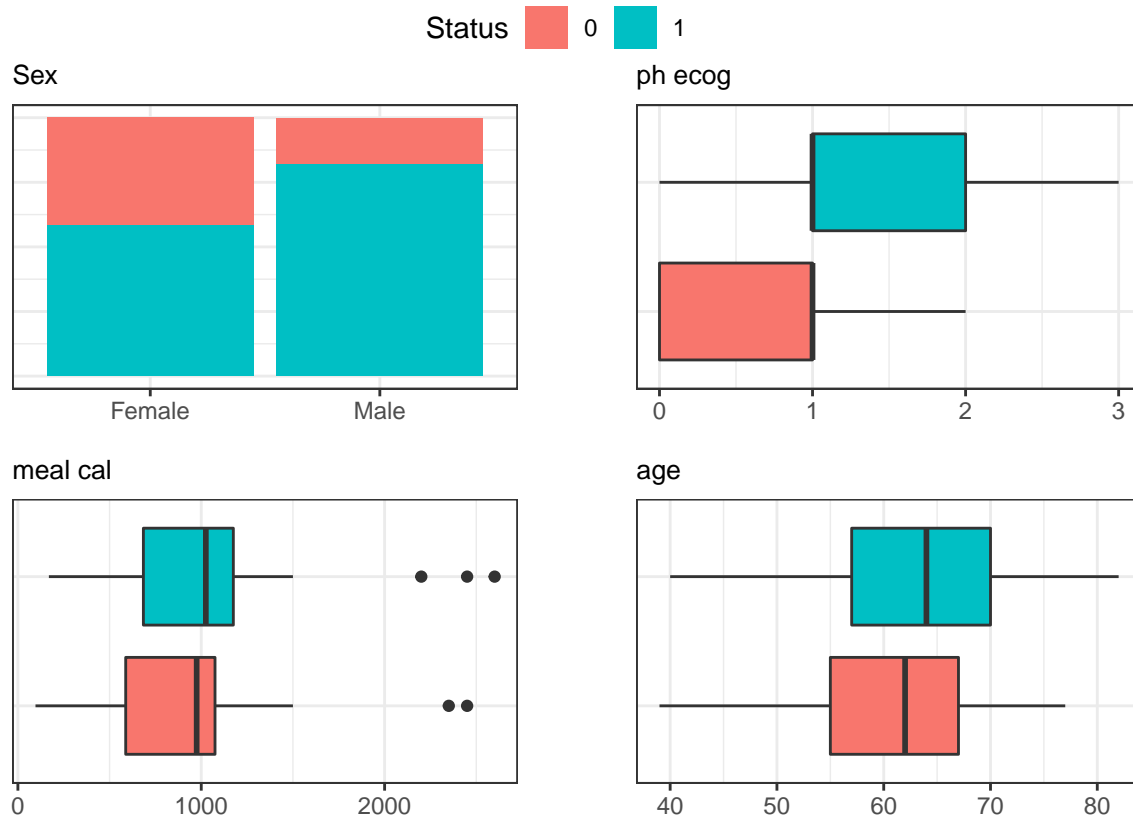 Status 0 1
Sex
Female Male
ph ecog
0 1 2 3
meal cal
0 1000 2000
age
40 50 60 70 80